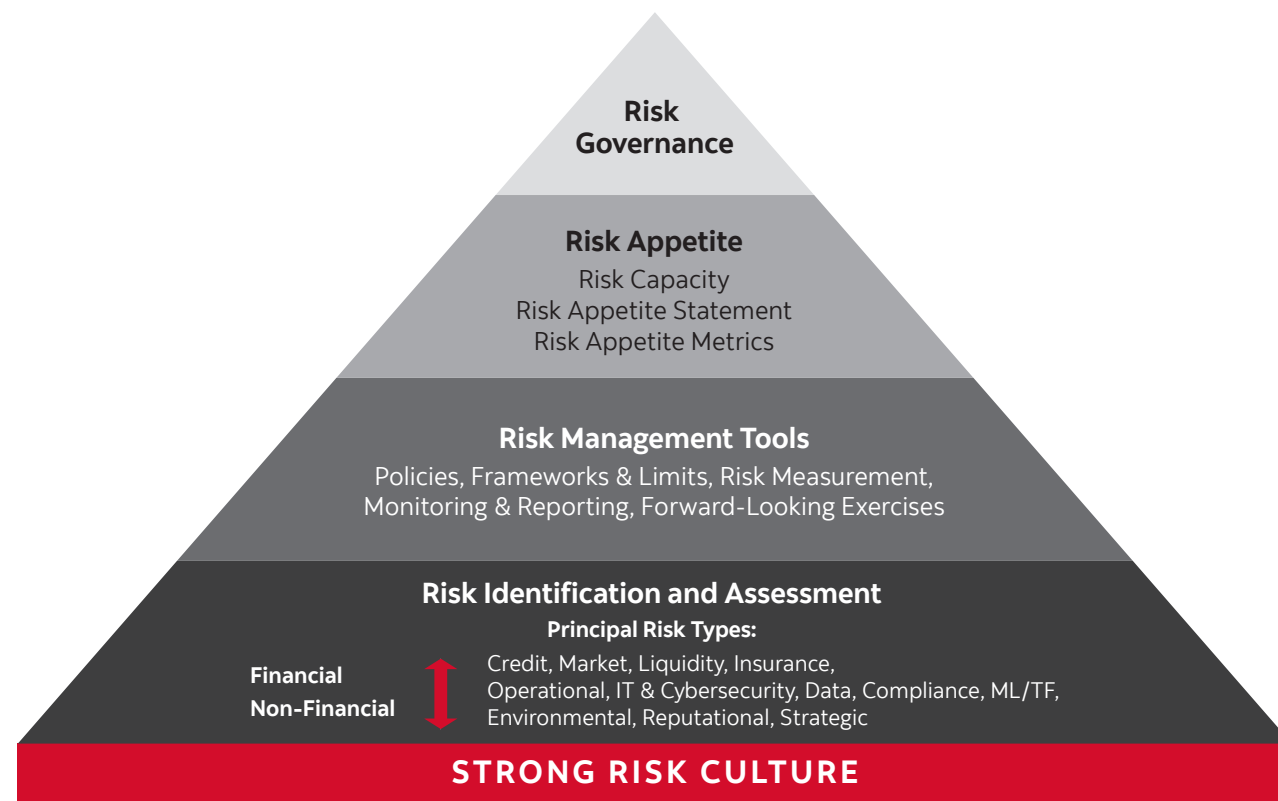 Risk
Governance
Risk Appetite
Risk Capacity
Risk Appetite Statement
Risk Appetite Metrics
Risk Management Tools
Policies, Frameworks & Limits, Risk Measurement,
Monitoring & Reporting, Forward-Looking Exercises
Risk Identification and Assessment
Principal Risk Types:
Financial
Non-Financial
Credit, Market, Liquidity, Insurance,
Operational, IT & Cybersecurity, Data, Compliance, ML/TF,
Environmental, Reputational, Strategic
STRONG RISK CULTURE